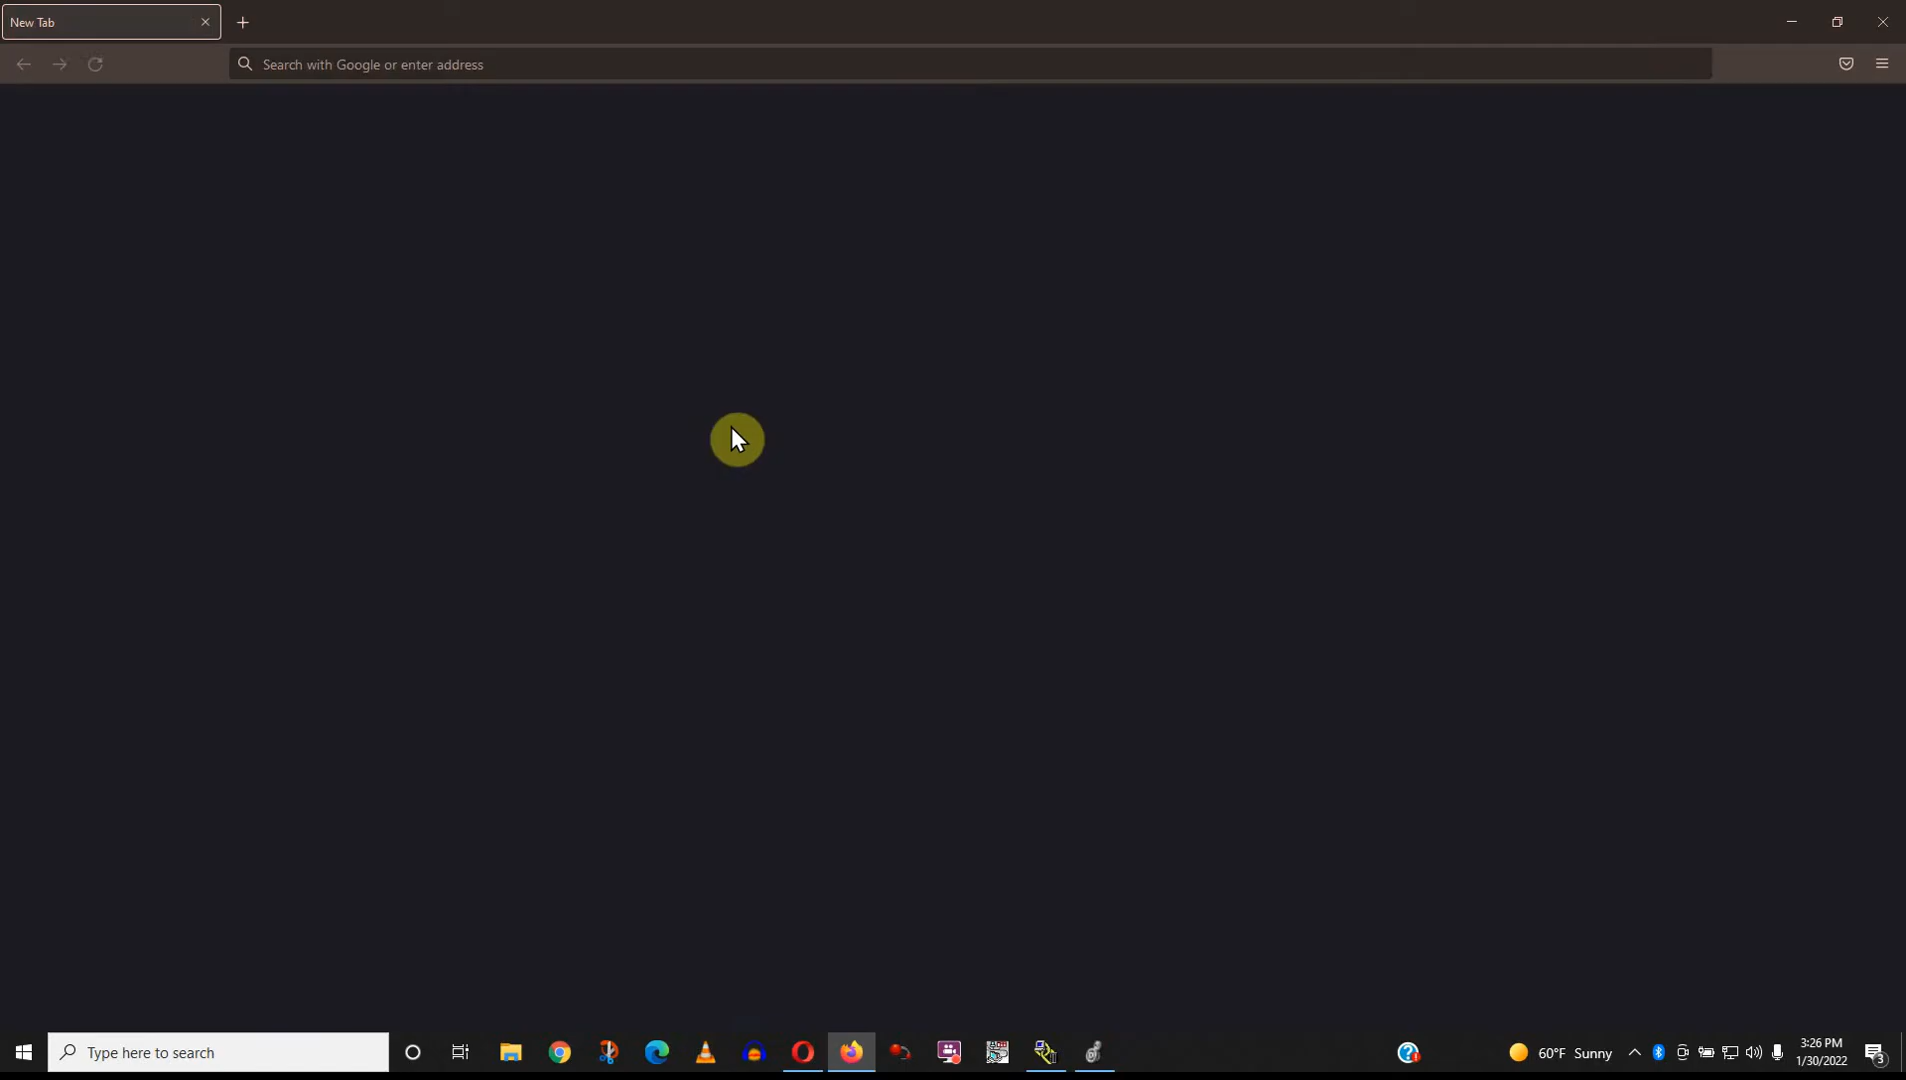 New Tab
Search with Google or enter address
Type here to search
60°F Sunny
3:26 PM
1/30/2022
3